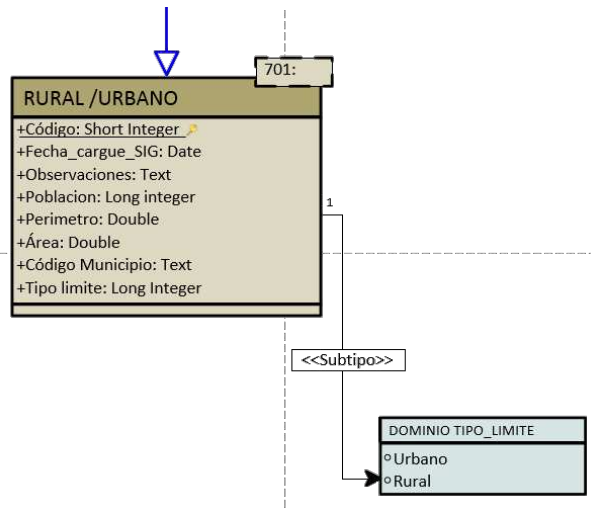 701:
RURAL /URBANO
+Código: Short Integer
+Fecha_cargue_SIG: Date
+Observaciones: Text
+Poblacion: Long integer
+Perimetro: Double
+Área: Double
+Código Municipio: Text
+Tipo limite: Long Integer
1
<<Subtipo>>
DOMINIO TIPO_LIMITE
Urbano
Rural